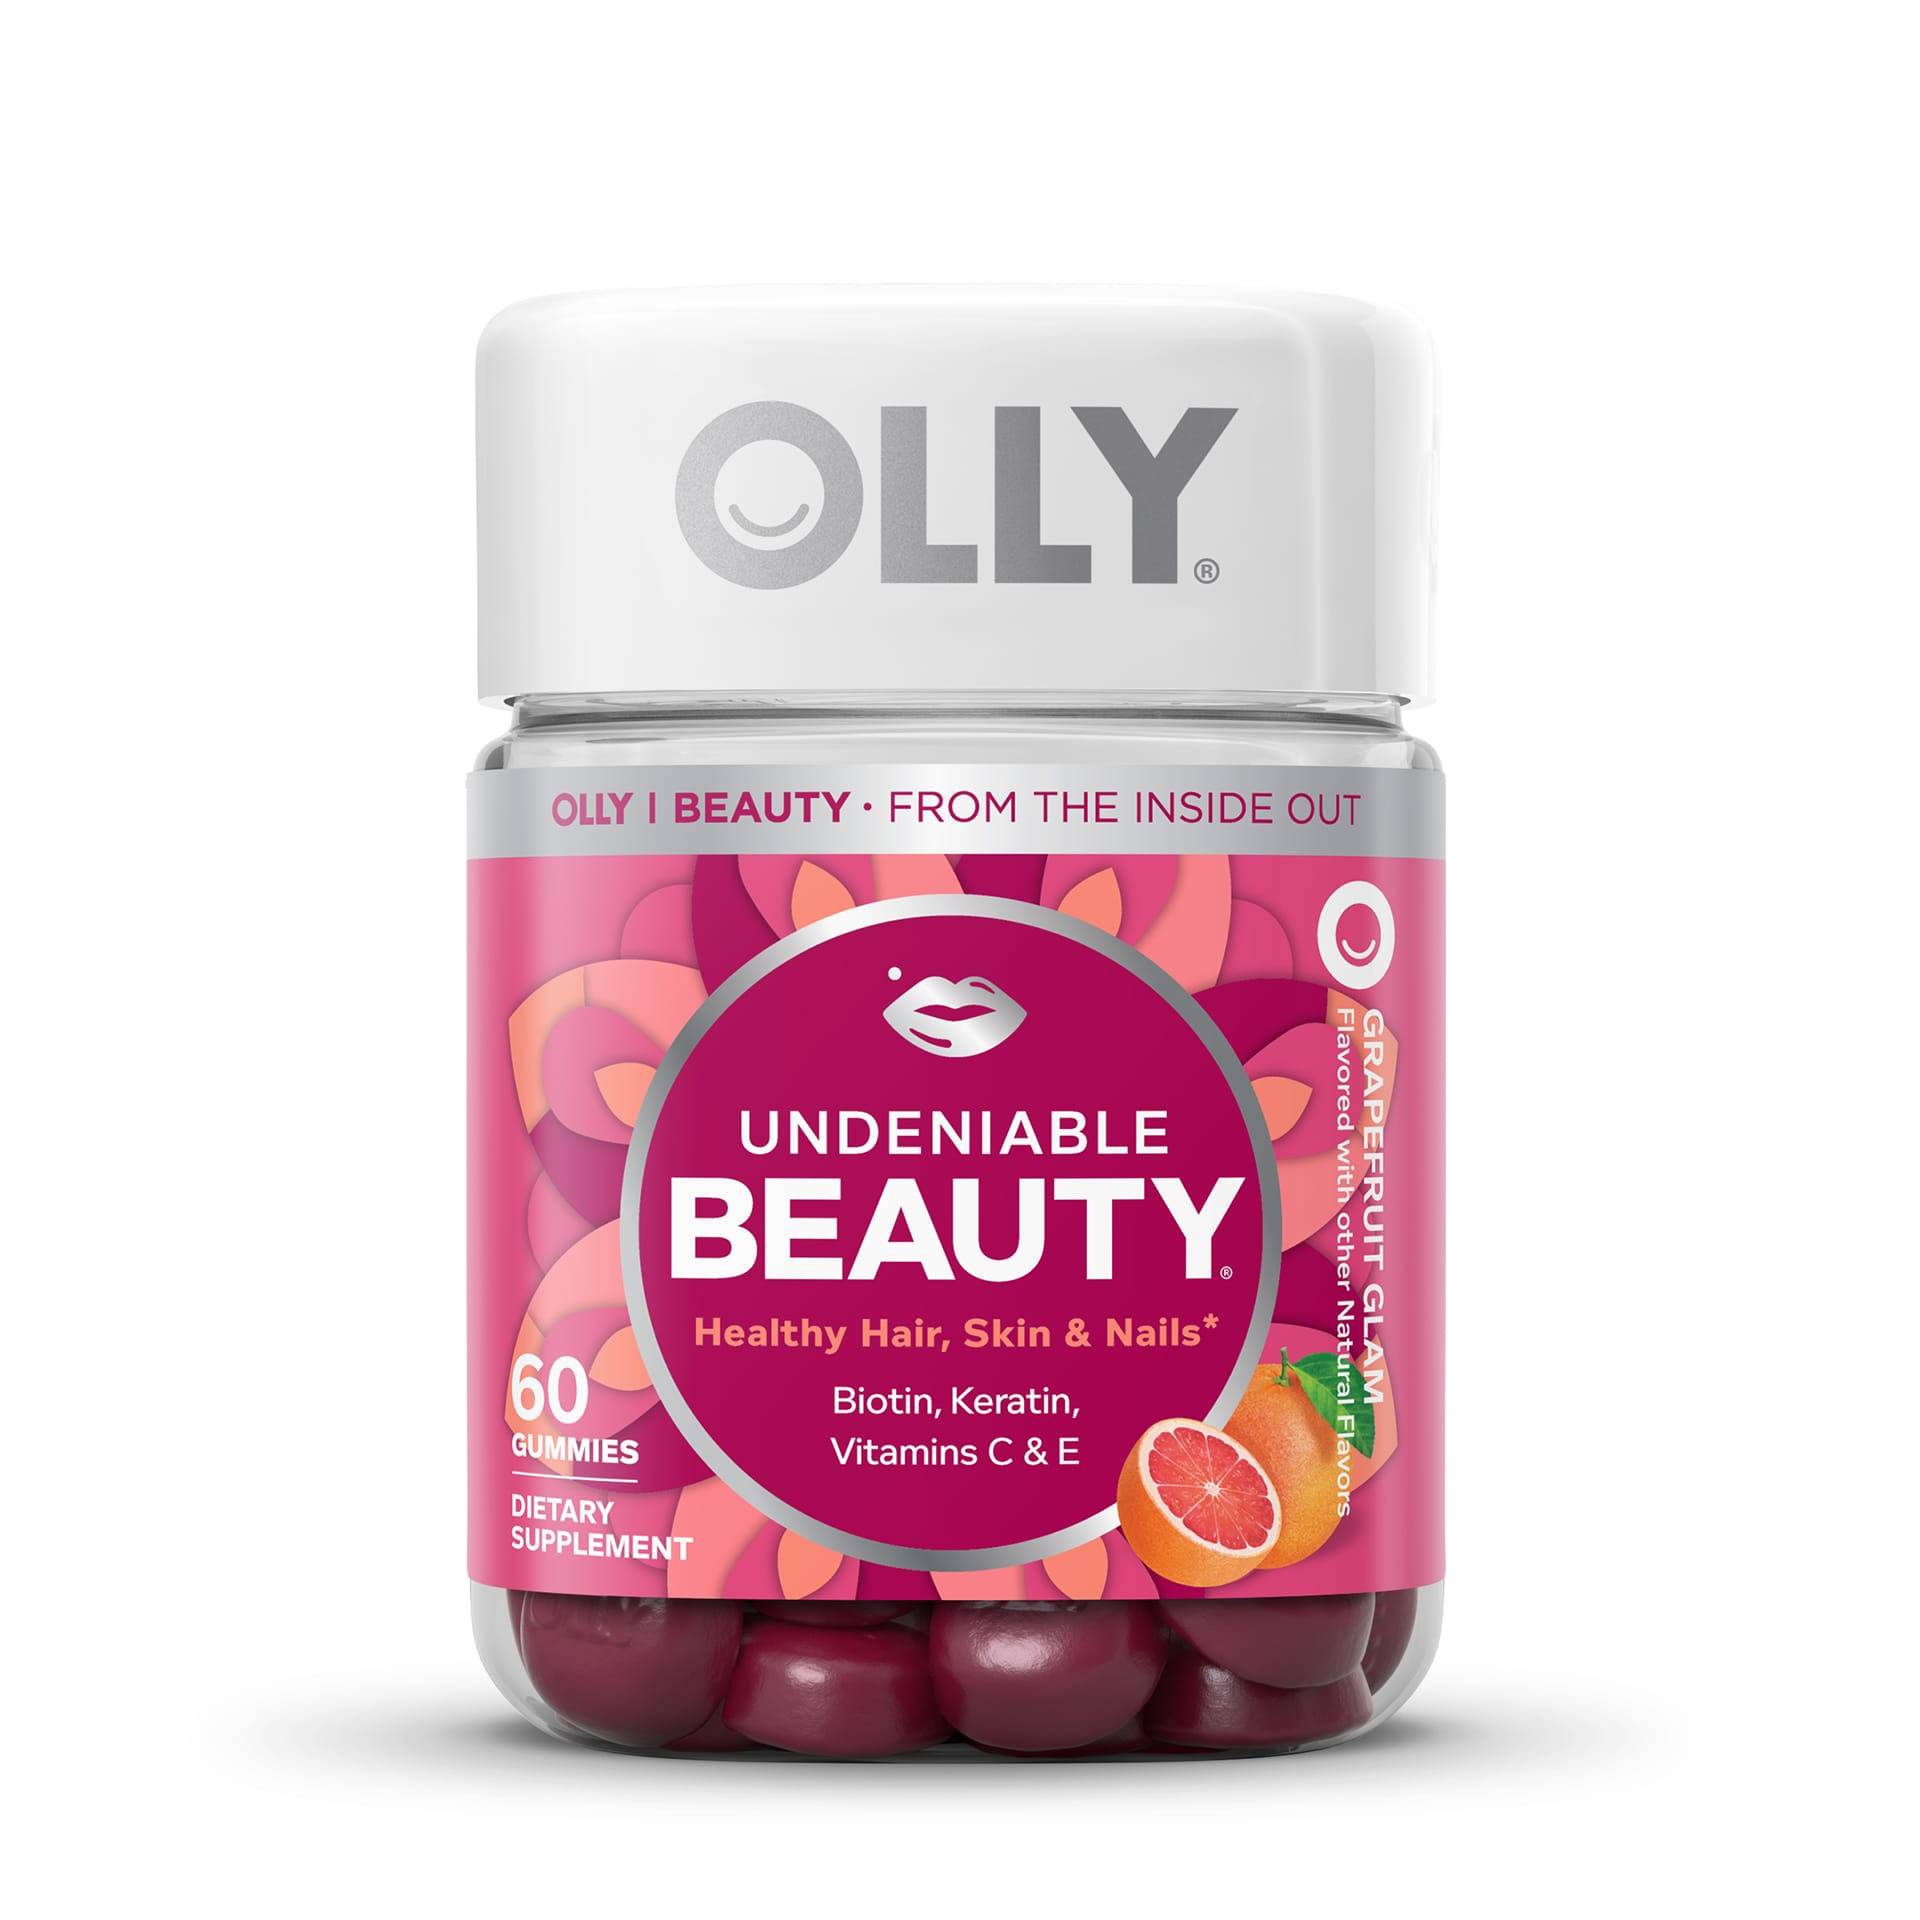 OLLY®
OLLY | BEAUTY • FROM THE INSIDE OUT
UNDENIABLE
BEAUTY®
Healthy Hair, Skin & Nails*
Biotin, Keratin,
Vitamins C & E
60
GUMMIES
DIETARY
SUPPLEMENT
GRAPEFRUIT GLAM
Flavored with other Natural Flavors
OLLY